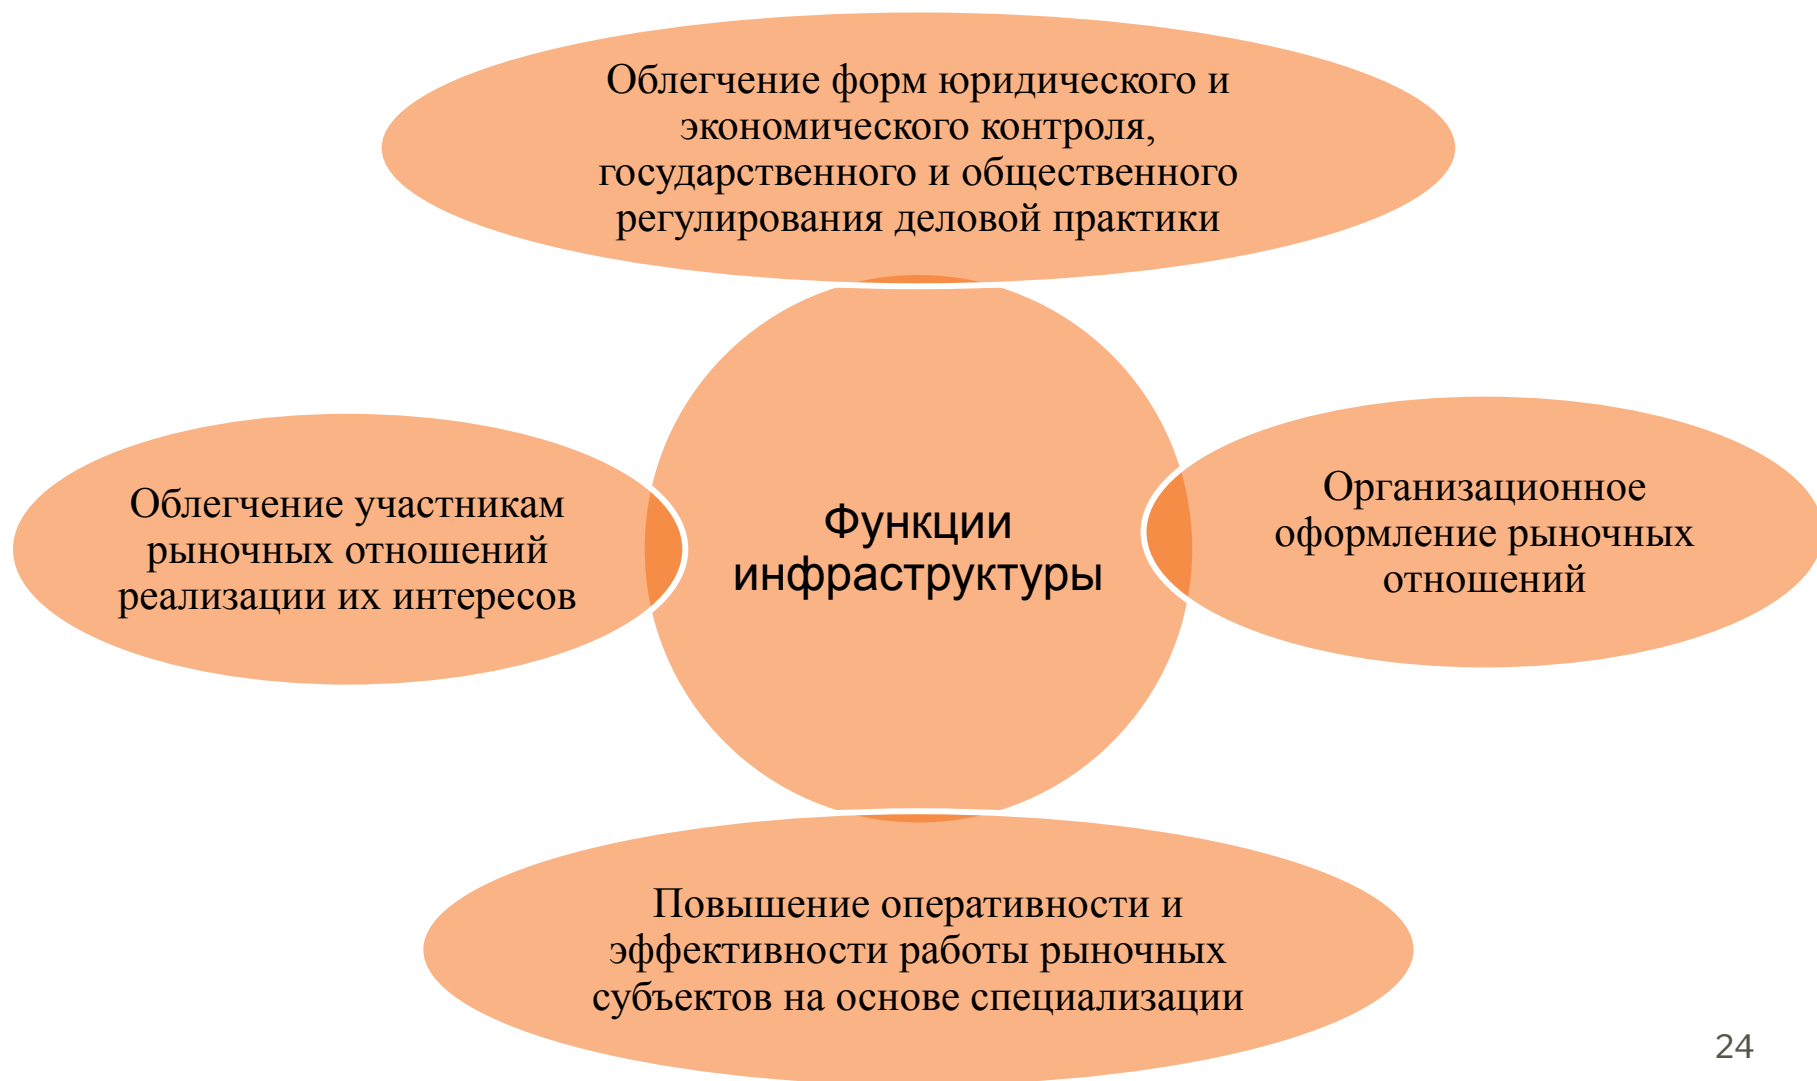 Облегчение форм юридического и
экономического контроля,
государственного и общественного
регулирования деловой практики
Облегчение участникам
рыночных отношений
реализации их интересов
Функции
инфраструктуры
Организационное
оформление рыночных
отношений
Повышение оперативности и
эффективности работы рыночных
субъектов на основе специализации
24